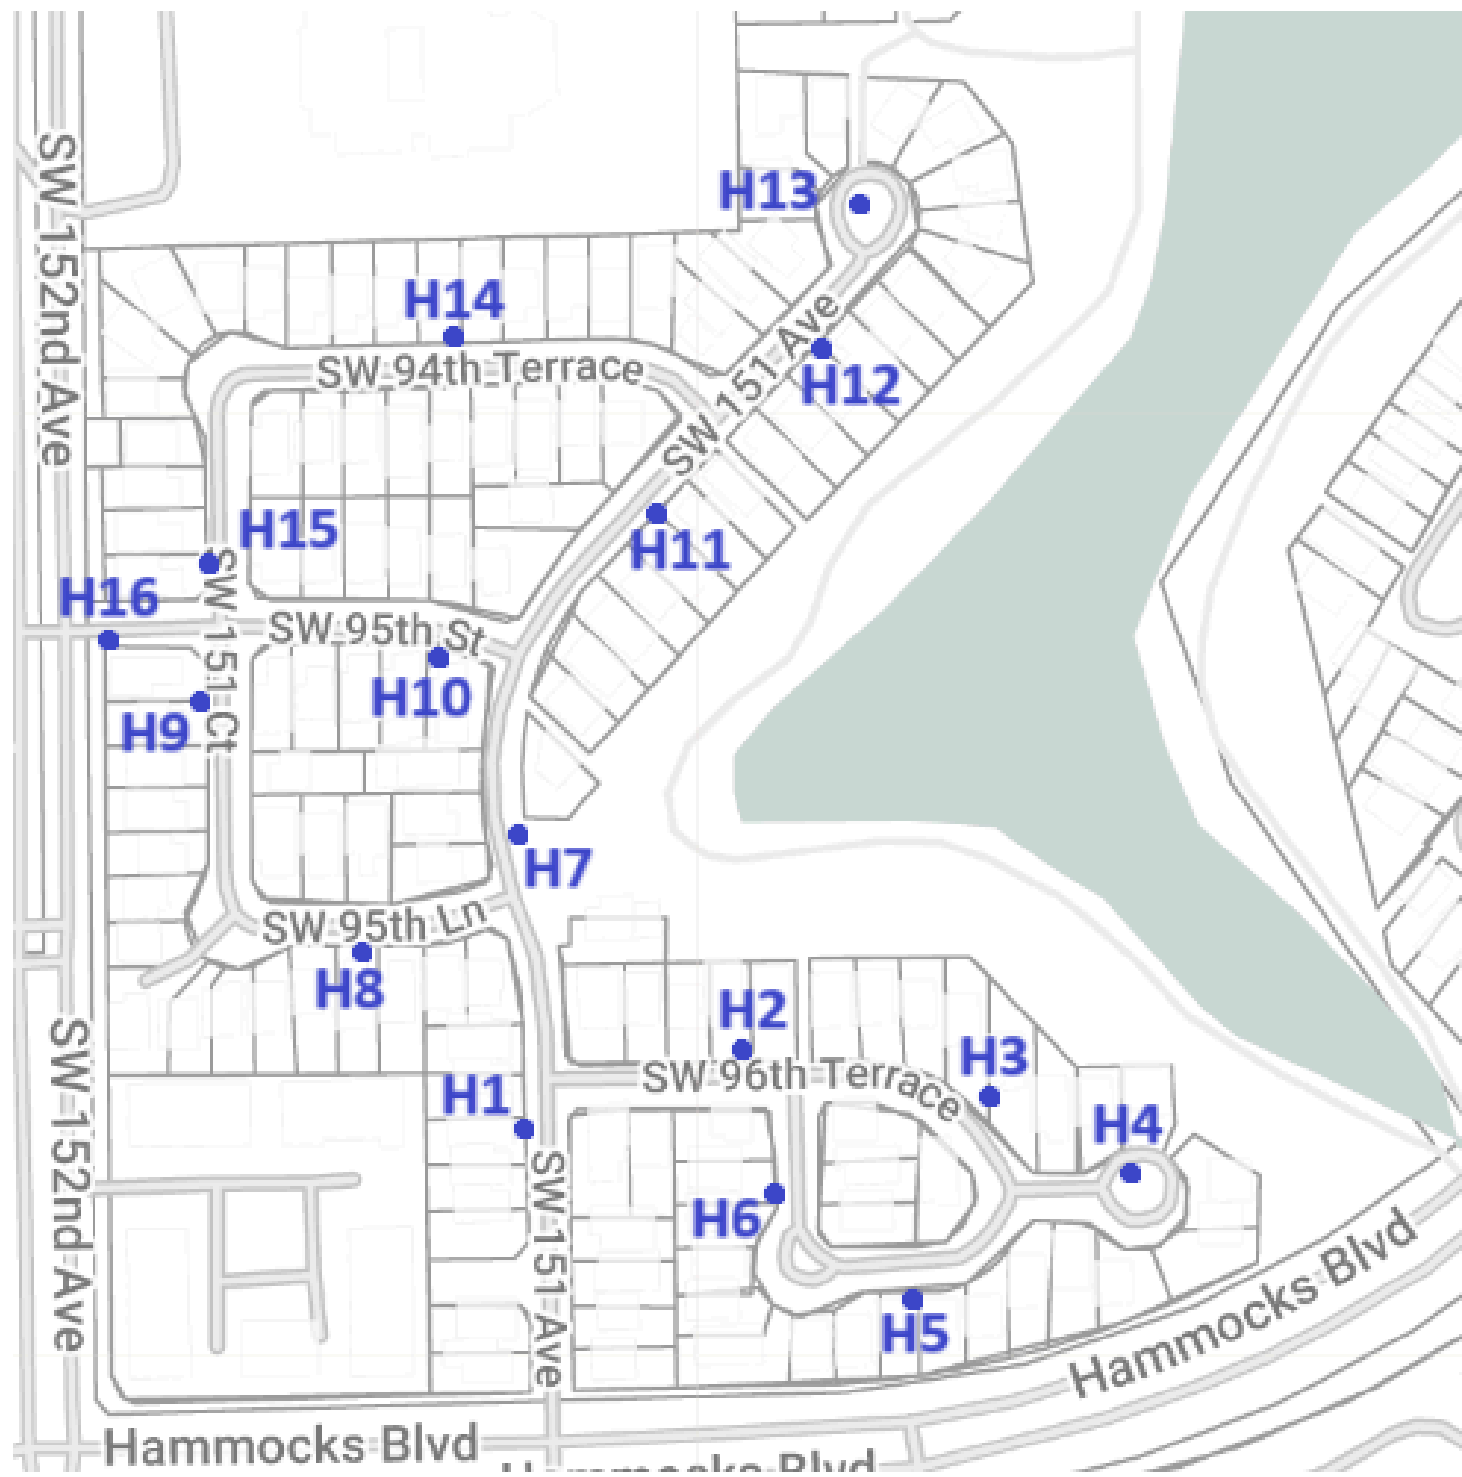 SW 152nd Ave
H13
H14
SW 94th Terrace
SW 151 Ave
H12
H15
H11
H16
SW 151 Ct
SW 95th St
H10
H9
H7
SW 95th Ln
H8
H2
SW 152nd Ave
H1
SW 96th Terrace
H3
H4
SW 151 Ave
H6
H5
Hammocks Blvd
Hammocks Blvd
Hammocks Blvd